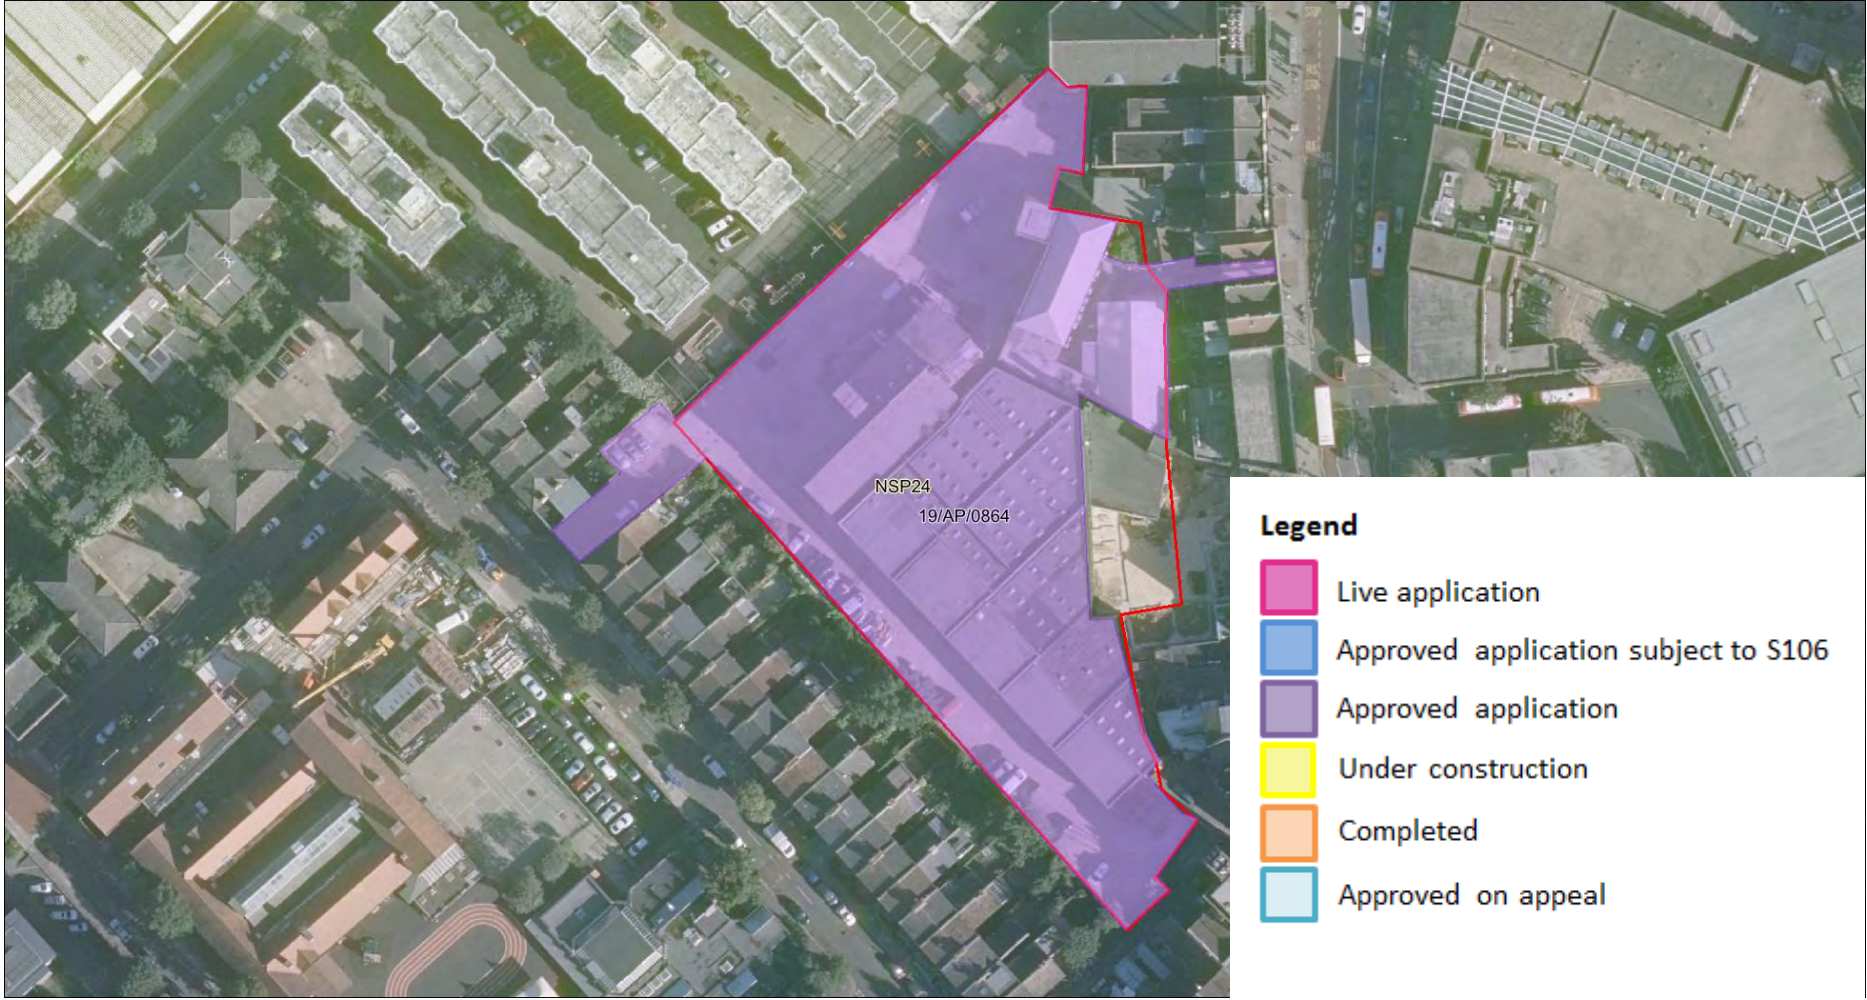 NSP24
19/AP/0864
Legend
Live application
Approved application subject to S106
Approved application
Under construction
Completed
Approved on appeal